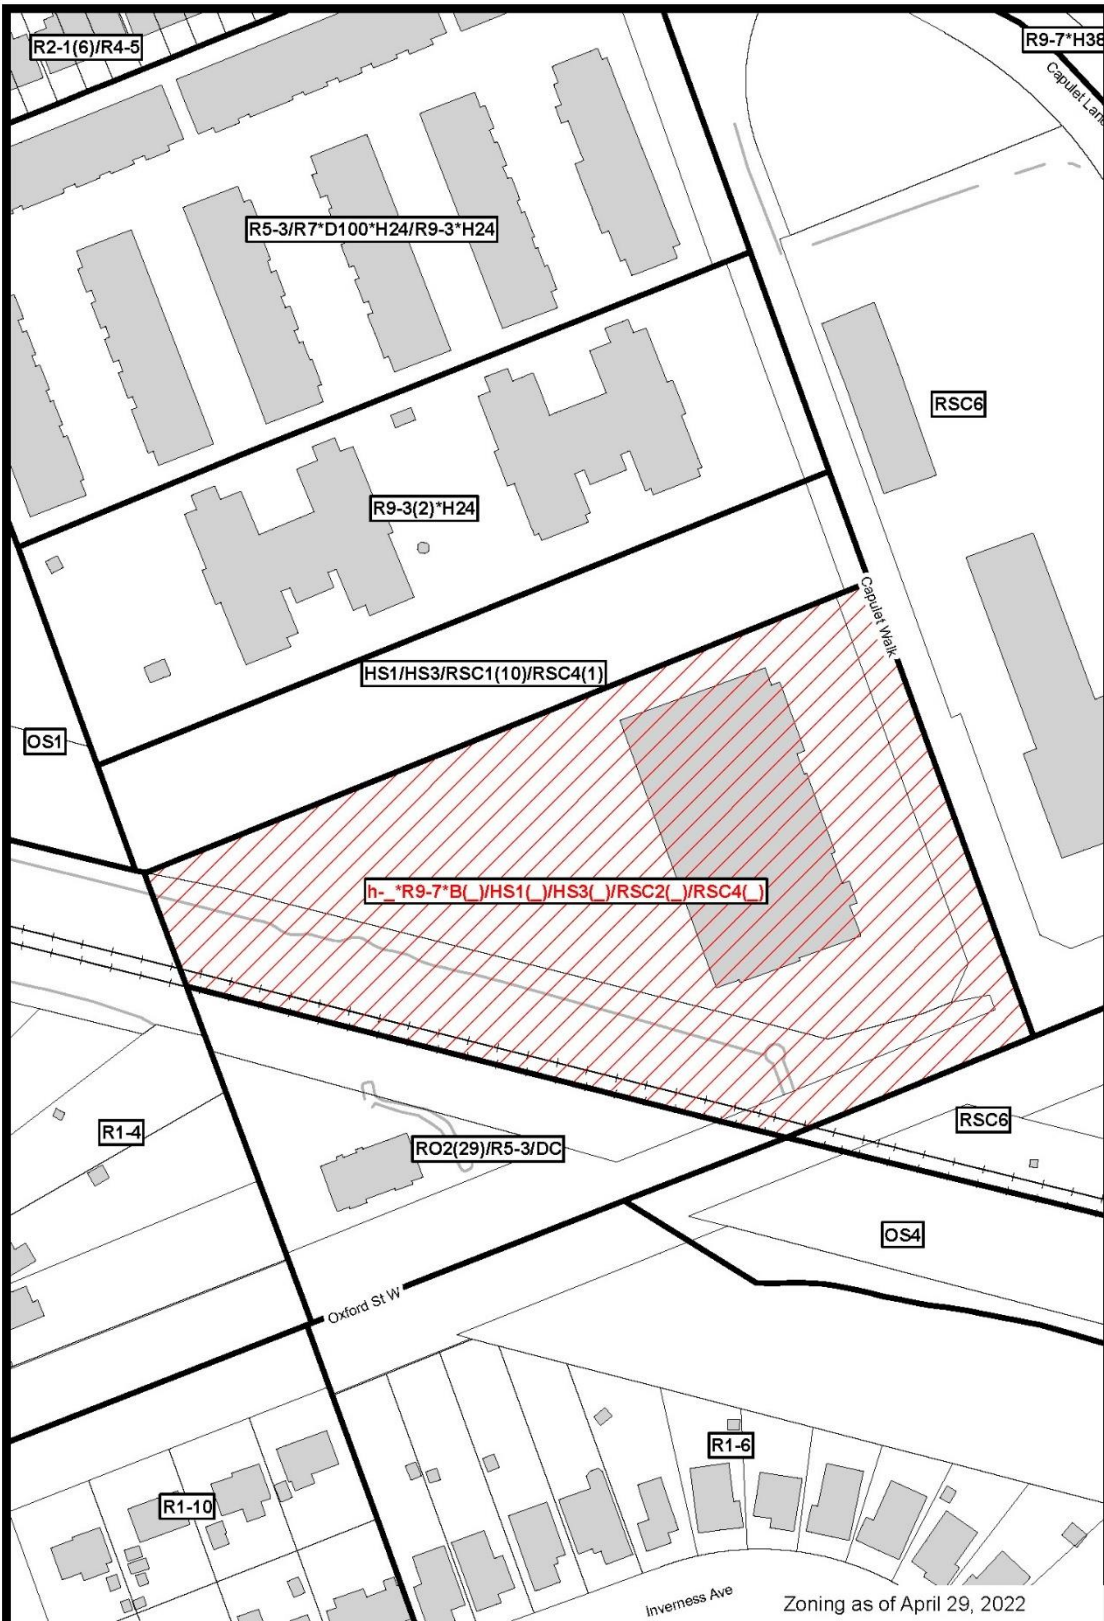 R2-1(6)/R4-5
R9-7*H38
Capulet Lane
R5-3/R7*D100*H24/R9-3*H24
RSC6
R9-3(2)*H24
Capulet Walk
HS1/HS3/RSC1(10)/RSC4(1)
OS1
h-_*R9-7*B(_)/HS1(_)/HS3(_)/RSC2(_)/RSC4(_)
RSC6
R1-4
RO2(29)/R5-3/DC
OS4
Oxford St W
R1-6
R1-10
Inverness Ave
Zoning as of April 29, 2022